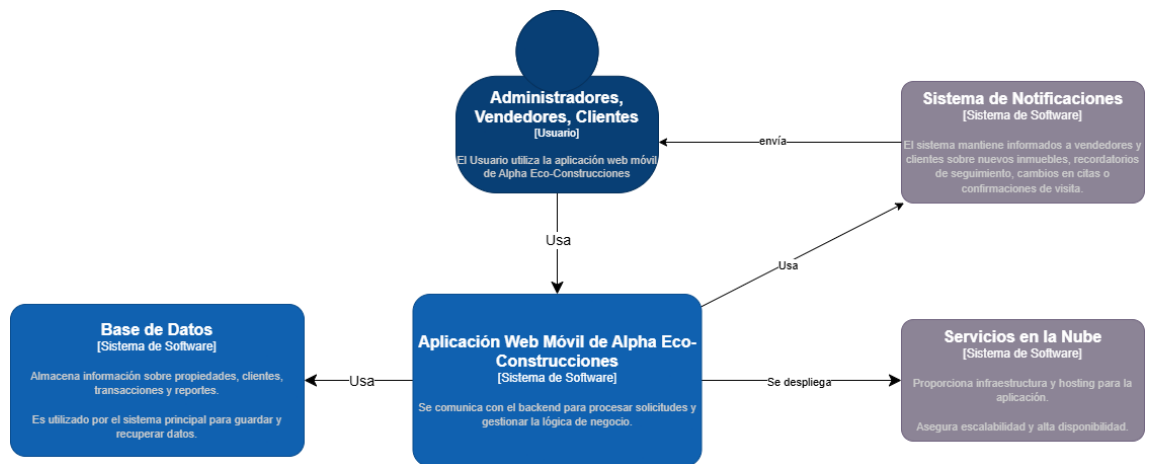 Administradores,
Vendedores, Clientes
[Usuario]
El Usuario utiliza la aplicación web móvil
de Alpha Eco-Construcciones
Sistema de Notificaciones
[Sistema de Software]
El sistema mantiene informados a vendedores y
clientes sobre nuevos inmuebles, recordatorios
de seguimiento, cambios en citas o
confirmaciones de visita.
envía
Usa
Usa
Base de Datos
[Sistema de Software]
Almacena información sobre propiedades, clientes,
transacciones y reportes.
Es utilizado por el sistema principal para guardar y
recuperar datos.
Usa
Aplicación Web Móvil de Alpha Eco-
Construcciones
[Sistema de Software]
Se comunica con el backend para procesar solicitudes y
gestionar la lógica de negocio.
Se despliega
Servicios en la Nube
[Sistema de Software]
Proporciona infraestructura y hosting para la
aplicación.
Asegura escalabilidad y alta disponibilidad.